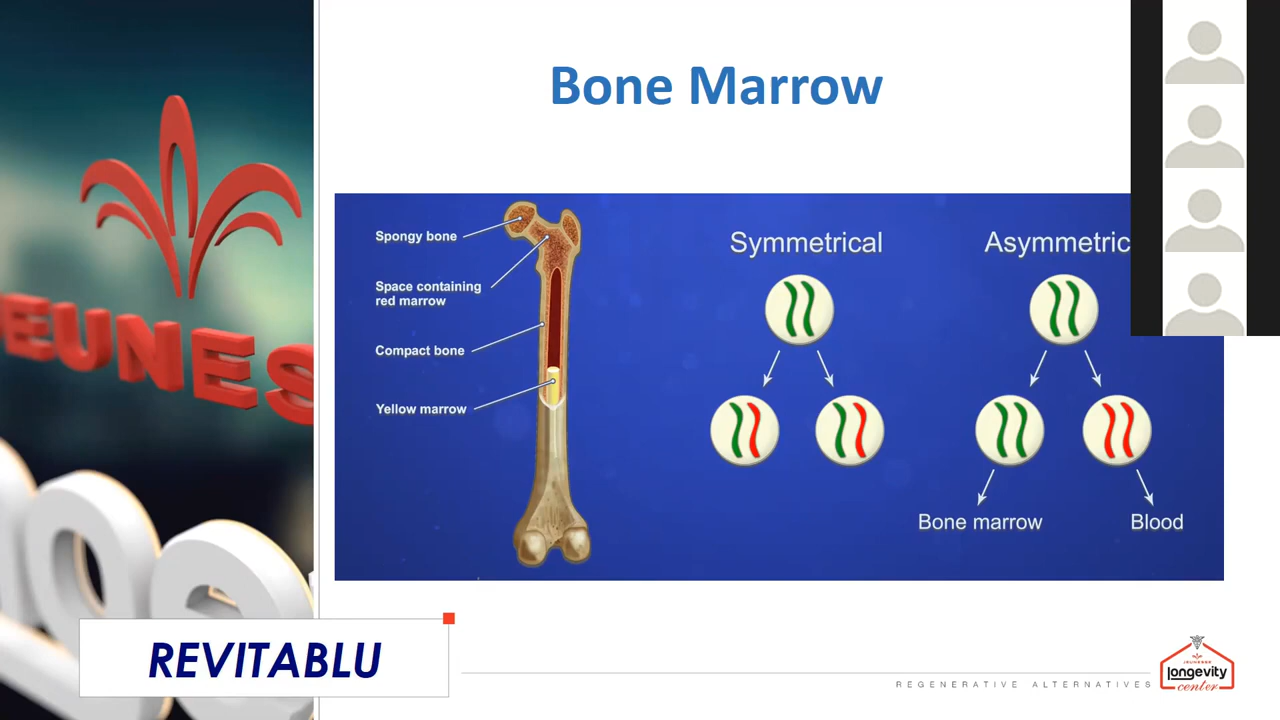 Bone Marrow
EUNES
Spongy bone
Space containing
red marrow
Compact bone
Yellow marrow
Symmetrical
Asymmetric
Bone marrow
Blood
REVITABLU
REGENERATIVE ALTERNATIVES
JEUNESSE
longevity
center